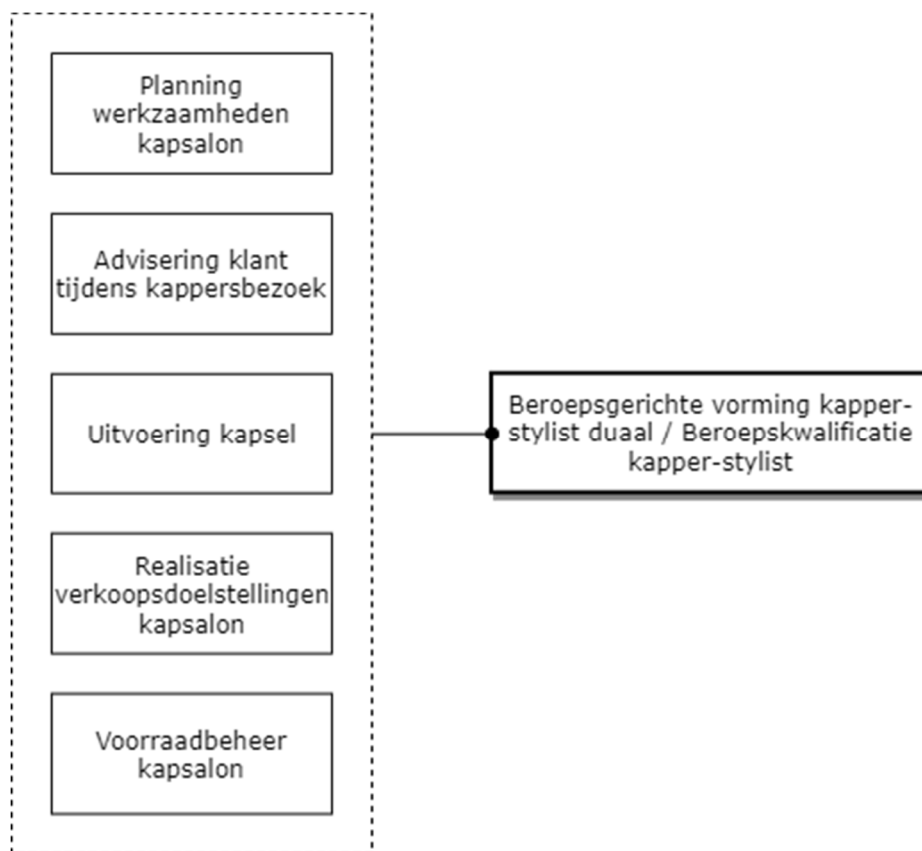 Planning
werkzaamheden
kapsalon
Advisering klant
tijdens kappersbezoek
Uitvoering kapsel
Realisatie
verkoopsdoelstellingen
kapsalon
Voorraadbeheer
kapsalon
Beroepsgerichte vorming kapper-
stylist duaal / Beroepskwalificatie
kapper-stylist